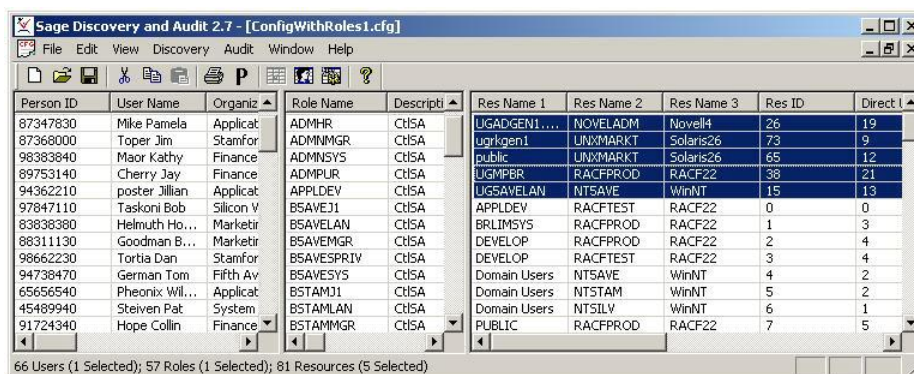 Sage Discovery and Audit 2.7 - [ConfigWithRoles1.cfg]
File Edit View Discovery Audit Window Help
P ?
Person ID User Name Organiz Role Name Descripti Res Name 1 Res Name 2 Res Name 3 Res ID Direct U
87347830 Mike Pamela Applicat ADMHR CtlSA UGADGEN1.... NOVELADM Novell4 26 19
87368000 Toper Jim Stamfor ADMNMGR CtlSA ugrkgen1 UNXMARKT Solaris26 73 9
98383840 Maor Kathy Finance ADMNSYS CtlSA public UNXMARKT Solaris26 65 12
89753140 Cherry Jay Finance ADMPUR CtlSA UGMPBR RACFPROD RACF22 38 21
94362210 poster Jillian Applicat APPLDEV CtlSA UG5AVELAN NT5AVE WinNT 15 13
97847110 Taskoni Bob Silicon V B5AVEJ1 CtlSA APPLDEV RACFTEST RACF22 0 0
83838380 Helmuth Ho... Marketir B5AVELAN CtlSA BRLIMSYS RACFPROD RACF22 1 3
88311130 Goodman B... Marketir B5AVEMGR CtlSA DEVELOP RACFPROD RACF22 2 4
98662230 Tortia Dan Stamfor B5AVESPRIV CtlSA DEVELOP RACFTEST RACF22 3 4
94738470 German Tom Fifth Av B5AVESYS CtlSA Domain Users NT5AVE WinNT 4 2
65656540 Pheonix Wil... Applicat BSTAMJ1 CtlSA Domain Users NTSTAM WinNT 5 2
45489940 Steiven Pat System BSTAMLAN CtlSA Domain Users NTSILV WinNT 6 1
91724340 Hope Collin Finance BSTAMMGR CtlSA PUBLIC RACFPROD RACF22 7 5
66 Users (1 Selected); 57 Roles (1 Selected); 81 Resources (5 Selected)